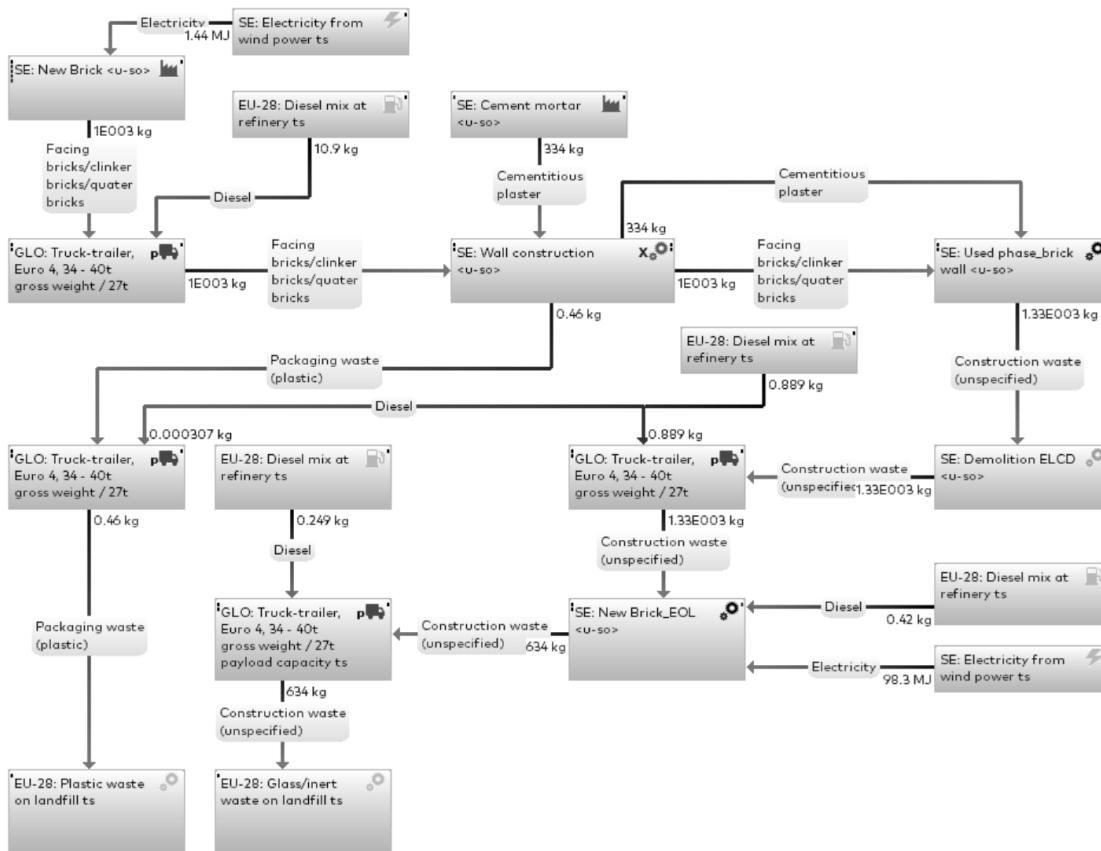 Electricity
1.44 MJ
SE: Electricity from
wind power ts
SE: New Brick <u-so>
1E003 kg
Facing
bricks/clinker
bricks/quater
bricks
EU-28: Diesel mix at
refinery ts
10.9 kg
Diesel
SE: Cement mortar
<u-so>
334 kg
Cementitious
plaster
Cementitious
plaster
334 kg
GLO: Truck-trailer,
Euro 4, 34 - 40t
gross weight / 27t
p
1E003 kg
Facing
bricks/clinker
bricks/quater
bricks
SE: Wall construction
<u-so>
X
1E003 kg
Facing
bricks/clinker
bricks/quater
bricks
SE: Used phase_brick
wall <u-so>
1.33E003 kg
0.46 kg
Packaging waste
(plastic)
EU-28: Diesel mix at
refinery ts
0.889 kg
Diesel
Construction waste
(unspecified)
0.000307 kg
0.889 kg
GLO: Truck-trailer,
Euro 4, 34 - 40t
gross weight / 27t
p
0.46 kg
EU-28: Diesel mix at
refinery ts
0.249 kg
Diesel
GLO: Truck-trailer,
Euro 4, 34 - 40t
gross weight / 27t
p
1.33E003 kg
Construction waste
(unspecified
1.33E003 kg
SE: Demolition ELCD
<u-so>
Construction waste
(unspecified)
Packaging waste
(plastic)
GLO: Truck-trailer,
Euro 4, 34 - 40t
gross weight / 27t
payload capacity ts
p
Construction waste
(unspecified)
634 kg
SE: New Brick_EOL
<u-so>
Diesel
0.42 kg
EU-28: Diesel mix at
refinery ts
Electricity
98.3 MJ
SE: Electricity from
wind power ts
634 kg
Construction waste
(unspecified)
EU-28: Plastic waste
on landfill ts
EU-28: Glass/inert
waste on landfill ts